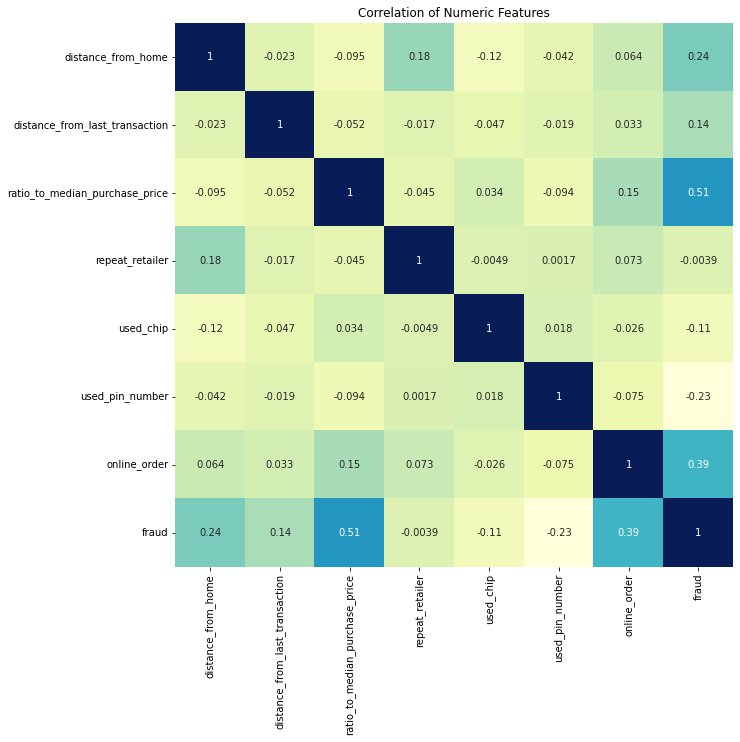 Correlation of Numeric Features
distance_from_home 1 -0.023 -0.095 0.18 -0.12 -0.042 0.064 0.24
distance_from_last_transaction -0.023 1 -0.052 -0.017 -0.047 -0.019 0.033 0.14
ratio_to_median_purchase_price -0.095 -0.052 1 -0.045 0.034 -0.094 0.15 0.51
repeat_retailer 0.18 -0.017 -0.045 1 -0.0049 0.0017 0.073 -0.0039
used_chip -0.12 -0.047 0.034 -0.0049 1 0.018 -0.026 -0.11
used_pin_number -0.042 -0.019 -0.094 0.0017 0.018 1 -0.075 -0.23
online_order 0.064 0.033 0.15 0.073 -0.026 -0.075 1 0.39
fraud 0.24 0.14 0.51 -0.0039 -0.11 -0.23 0.39 1
distance_from_home
distance_from_last_transaction
ratio_to_median_purchase_price
repeat_retailer
used_chip
used_pin_number
online_order
fraud